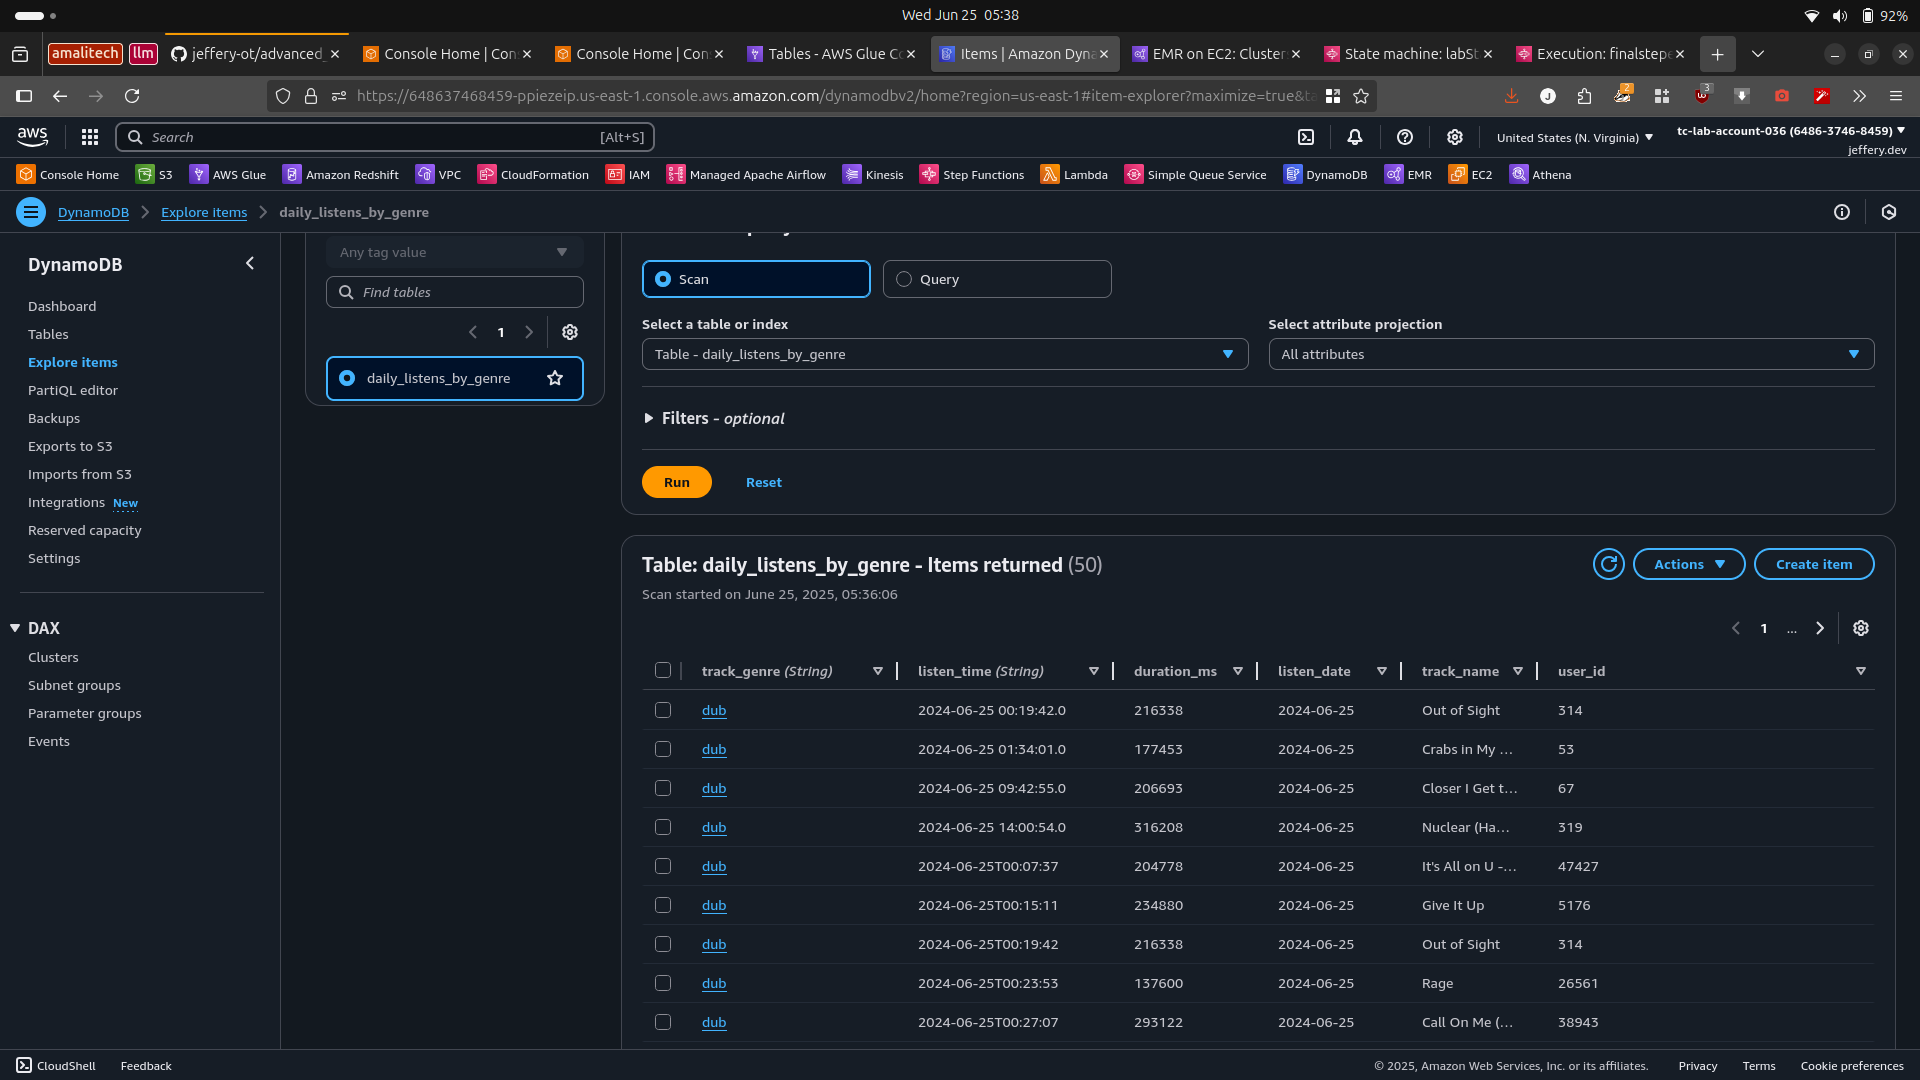 Wed Jun 25 05:38
92%
amalitech
llm
jeffery-ot/advanced_
Console Home | Con
Console Home | Con
Tables - AWS Glue Co
Items | Amazon Dyna
EMR on EC2: Cluster
State machine: labSt
Execution: finalstepe
https://648637468459-ppiezeip.us-east-1.console.aws.amazon.com/dynamodbv2/home?region=us-east-1#item-explorer?maximize=true&ta
2
3
aws
Search
[Alt+S]
United States (N. Virginia)
tc-lab-account-036 (6486-3746-8459)
jeffery.dev
Console Home S3 AWS Glue Amazon Redshift VPC CloudFormation IAM Managed Apache Airflow Kinesis Step Functions Lambda Simple Queue Service DynamoDB EMR EC2 Athena
DynamoDB > Explore Items > daily_listens_by_genre
DynamoDB
Dashboard
Tables
Explore items
PartiQL editor
Backups
Exports to S3
Imports from S3
Integrations New
Reserved capacity
Settings
DAX
Clusters
Subnet groups
Parameter groups
Events
Any tag value
Find tables
1
daily_listens_by_genre
Scan
Query
Select a table or index
Table - daily_listens_by_genre
Select attribute projection
All attributes
Filters - optional
Run
Reset
Table: daily_listens_by_genre - Items returned (50)
Scan started on June 25, 2025, 05:36:06
Actions
Create item
1 ...
track_genre (String) listen_time (String) duration_ms listen_date track_name user_id
dub 2024-06-25 00:19:42.0 216338 2024-06-25 Out of Sight 314
dub 2024-06-25 01:34:01.0 177453 2024-06-25 Crabs in My ... 53
dub 2024-06-25 09:42:55.0 206693 2024-06-25 Closer I Get t... 67
dub 2024-06-25 14:00:54.0 316208 2024-06-25 Nuclear (Ha... 319
dub 2024-06-25T00:07:37 204778 2024-06-25 It's All on U -... 47427
dub 2024-06-25T00:15:11 234880 2024-06-25 Give It Up 5176
dub 2024-06-25T00:19:42 216338 2024-06-25 Out of Sight 314
dub 2024-06-25T00:23:53 137600 2024-06-25 Rage 26561
dub 2024-06-25T00:27:07 293122 2024-06-25 Call On Me (... 38943
CloudShell
Feedback
© 2025, Amazon Web Services, Inc. or its affiliates.
Privacy
Terms
Cookie preferences